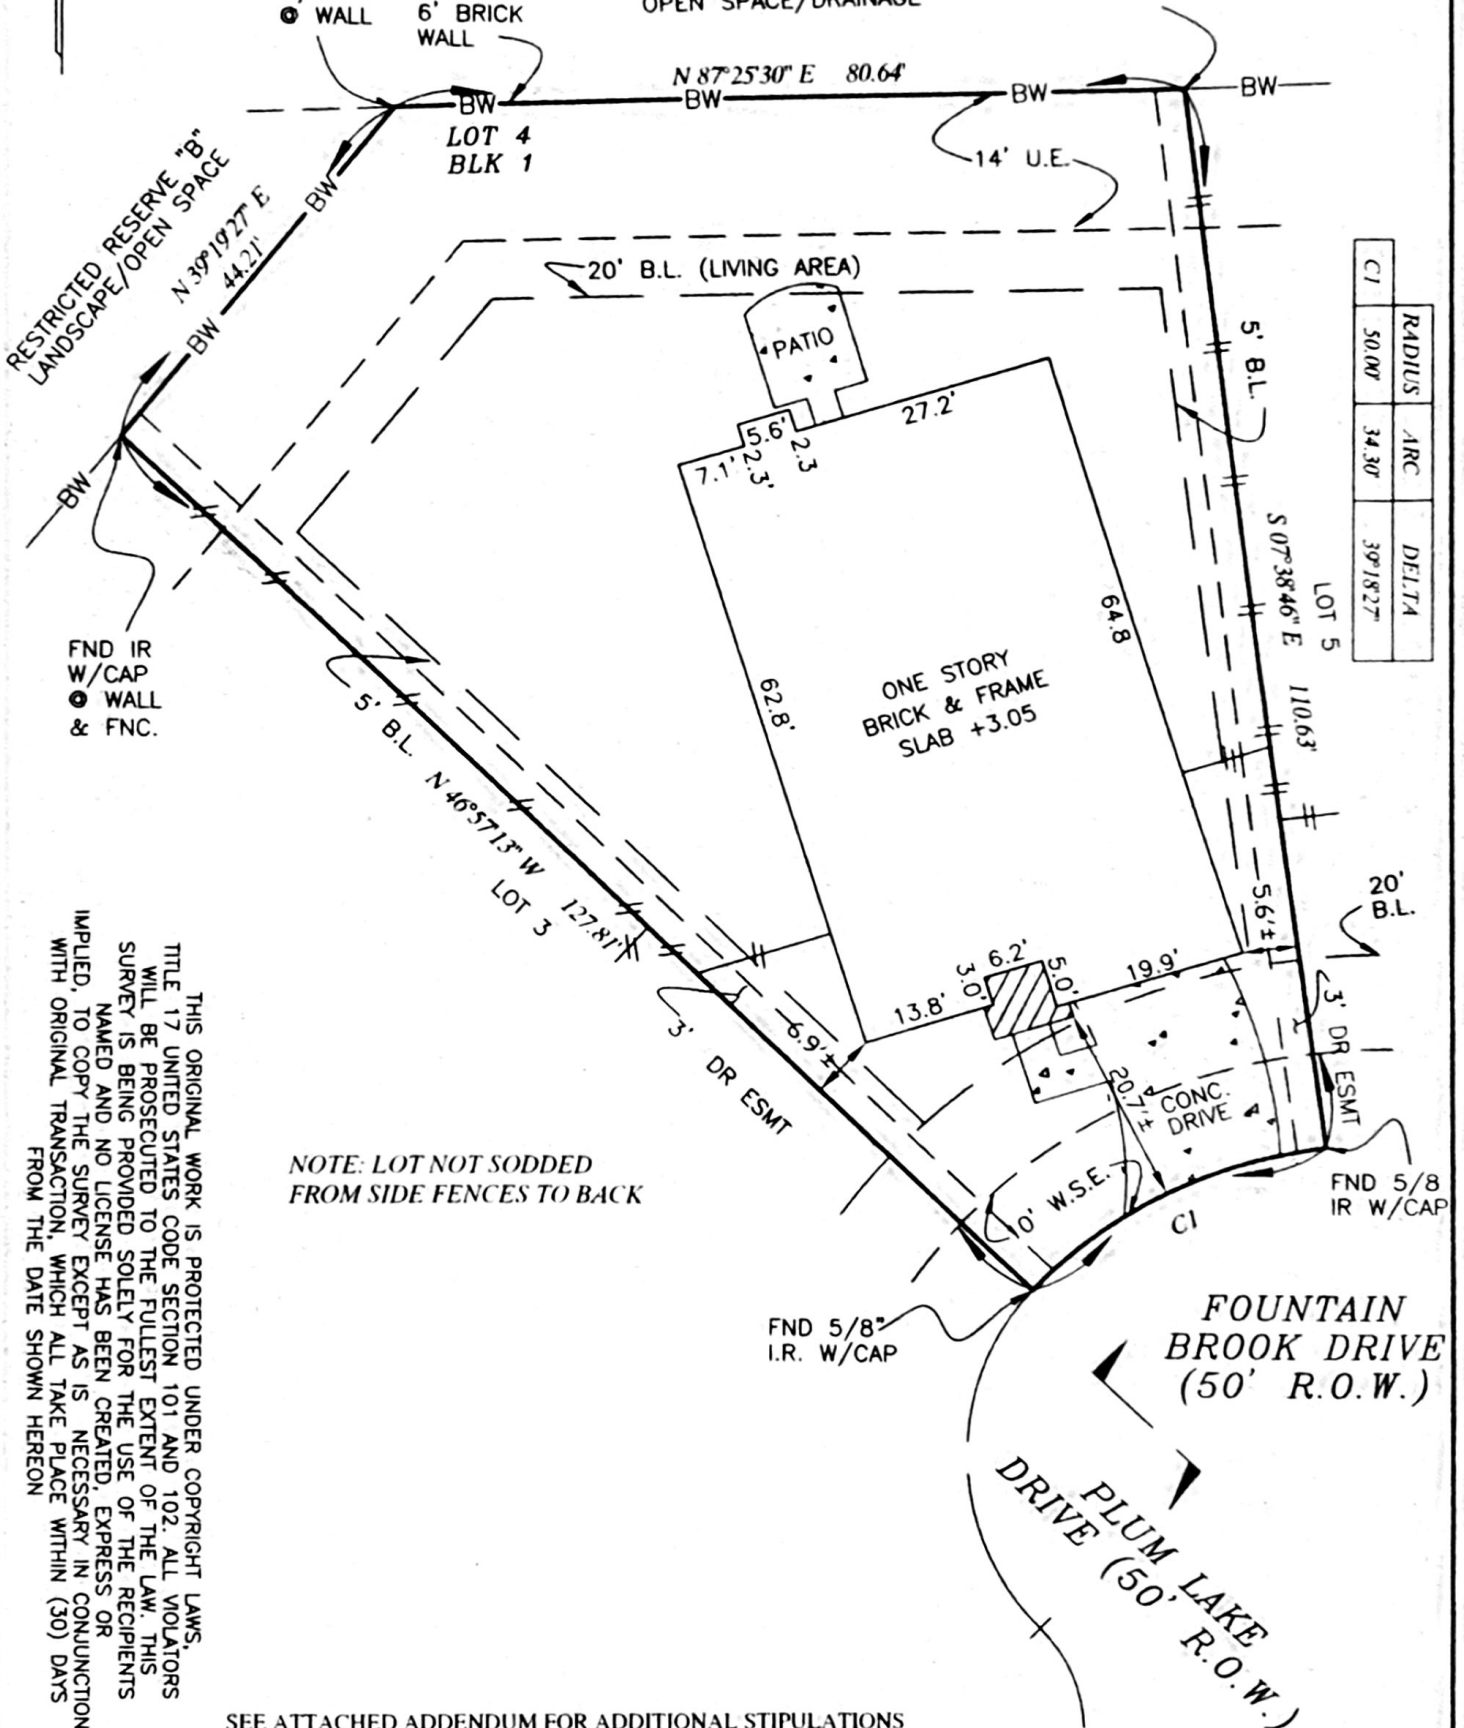 @ WALL
6' BRICK
WALL
OPEN SPACE/DRAINAGE
N 87°25'30" E 80.64'
BW
BW
BW
BW
LOT 4
BLK 1
14' U.E.
RESTRICTED RESERVE "B"
LANDSCAPE/OPEN SPACE
N 39°19'27" E
44.21'
BW
BW
BW
20' B.L. (LIVING AREA)
PATIO
5' B.L.
RADIUS ARC DELTA
C1 50.00' 34.30' 39°18'27"
27.2'
5.6'
7.1'
2.3'
2.3
S 07°38'46" E 110.63'
LOT 5
64.8
62.8'
ONE STORY
BRICK & FRAME
SLAB +3.05
FND IR
W/CAP
@ WALL
& FNC.
5' B.L.
N 46°57'13" W 127.81'
LOT 3
5.6'±
20'
B.L.
6.2'
3.0'
5.0'
19.9'
13.8'
6.9'±
3' DR ESMT
3' DR ESMT
20.7'±
CONC.
DRIVE
0' W.S.E.
C1
FND 5/8
IR W/CAP
NOTE: LOT NOT SODDED
FROM SIDE FENCES TO BACK
FND 5/8"
I.R. W/CAP
FOUNTAIN
BROOK DRIVE
(50' R.O.W.)
PLUM LAKE
DRIVE (50' R.O.W.)
THIS ORIGINAL WORK IS PROTECTED UNDER COPYRIGHT LAWS,
TITLE 17 UNITED STATES CODE SECTION 101 AND 102. ALL VIOLATORS
WILL BE PROSECUTED TO THE FULLEST EXTENT OF THE LAW. THIS
SURVEY IS BEING PROVIDED SOLELY FOR THE USE OF THE RECIPIENTS
NAMED AND NO LICENSE HAS BEEN CREATED, EXPRESS OR
IMPLIED, TO COPY THE SURVEY EXCEPT AS IS NECESSARY IN CONJUNCTION
WITH ORIGINAL TRANSACTION, WHICH ALL TAKE PLACE WITHIN (30) DAYS
FROM THE DATE SHOWN HEREON
SEE ATTACHED ADDENDUM FOR ADDITIONAL STIPULATIONS